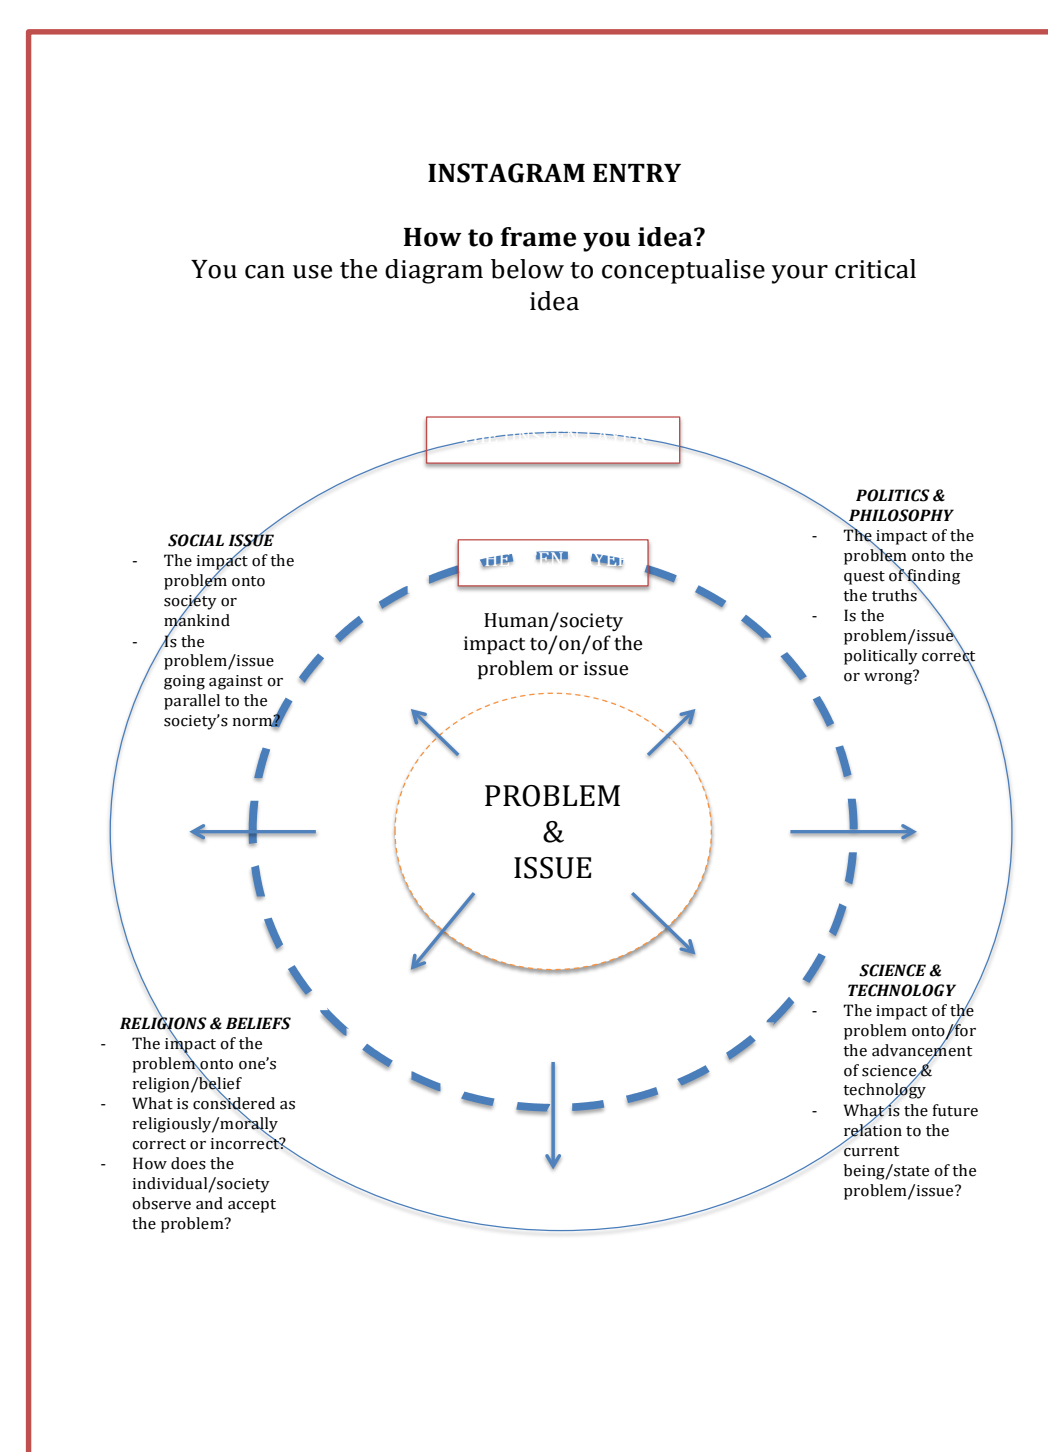 INSTAGRAM ENTRY
How to frame you idea?
You can use the diagram below to conceptualise your critical
idea
SOCIAL ISSUE
- The impact of the
problem onto
society or
mankind
- Is the
problem/issue
going against or
parallel to the
society's norm?
POLITICS &
PHILOSOPHY
- The impact of the
problem onto the
quest of finding
the truths
- Is the
problem/issue
politically correct
or wrong?
Human/society
impact to/on/of the
problem or issue
PROBLEM
&
ISSUE
RELIGIONS & BELIEFS
- The impact of the
problem onto one's
religion/belief
- What is considered as
religiously/morally
correct or incorrect?
- How does the
individual/society
observe and accept
the problem?
SCIENCE &
TECHNOLOGY
- The impact of the
problem onto/for
the advancement
of science &
technology
- What is the future
relation to the
current
being/state of the
problem/issue?